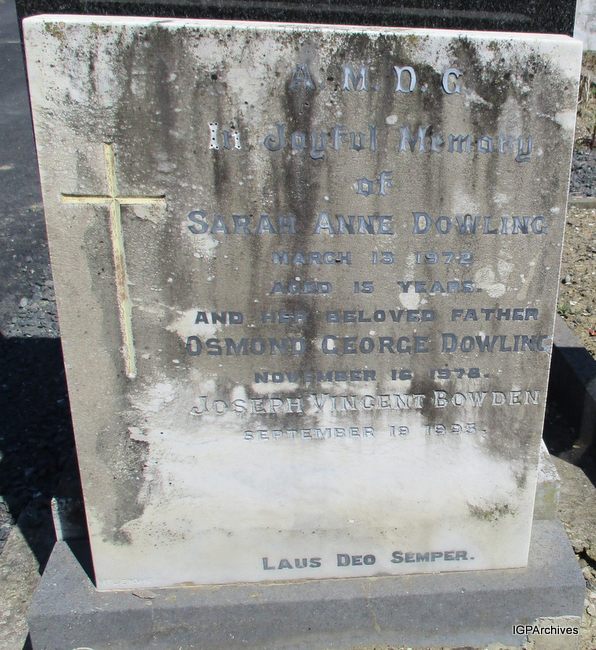 A. M. D. G.
In Joyful Memory
of
SARAH ANNE DOWLING
MARCH 13 1972
AGED 15 YEARS.
AND HER BELOVED FATHER
OSMOND GEORGE DOWLING
NOVEMBER 16 1978.
JOSEPH VINCENT BOWDEN
SEPTEMBER 19 1995.
LAUS DEO SEMPER.
IGPArchives